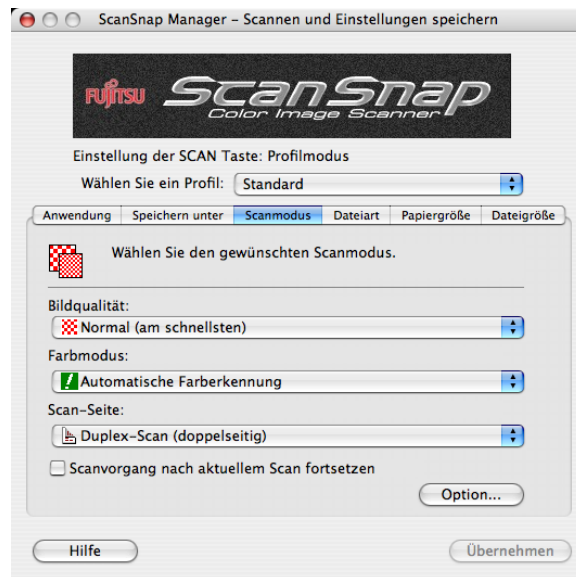 ScanSnap Manager – Scannen und Einstellungen speichern
FUJITSU ScanSnap
Color Image Scanner
Einstellung der SCAN Taste: Profilmodus
Wählen Sie ein Profil: Standard
Anwendung Speichern unter Scanmodus Dateiart Papiergröße Dateigröße
Wählen Sie den gewünschten Scanmodus.
Bildqualität:
Normal (am schnellsten)
Farbmodus:
Automatische Farberkennung
Scan-Seite:
Duplex-Scan (doppelseitig)
Scanvorgang nach aktuellem Scan fortsetzen
Option...
Hilfe Übernehmen